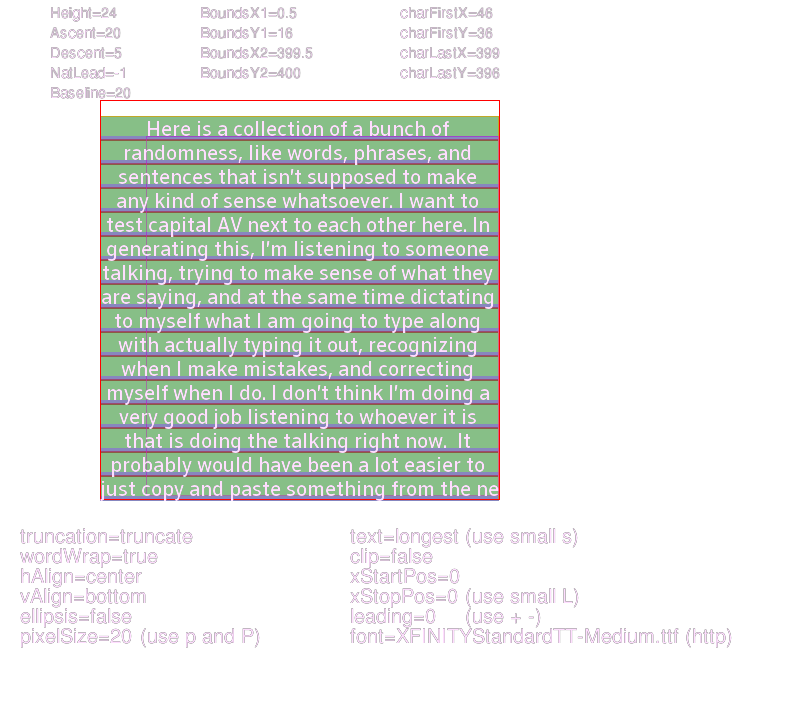 Height=24 BoundsX1=0.5 charFirstX=46
Ascent=20 BoundsY1=16 charFirstY=36
Descent=5 BoundsX2=399.5 charLastX=399
NatLead=-1 BoundsY2=400 charLastY=396
Baseline=20
Here is a collection of a bunch of
randomness, like words, phrases, and
sentences that isn't supposed to make
any kind of sense whatsoever. I want to
test capital AV next to each other here. In
generating this, I'm listening to someone
talking, trying to make sense of what they
are saying, and at the same time dictating
to myself what I am going to type along
with actually typing it out, recognizing
when I make mistakes, and correcting
myself when I do. I don't think I'm doing a
very good job listening to whoever it is
that is doing the talking right now.  It
probably would have been a lot easier to
just copy and paste something from the ne
truncation=truncate text=longest (use small s)
wordWrap=true clip=false
hAlign=center xStartPos=0
vAlign=bottom xStopPos=0 (use small L)
ellipsis=false leading=0 (use + -)
pixelSize=20 (use p and P) font=XFINITYStandardTT-Medium.ttf (http)